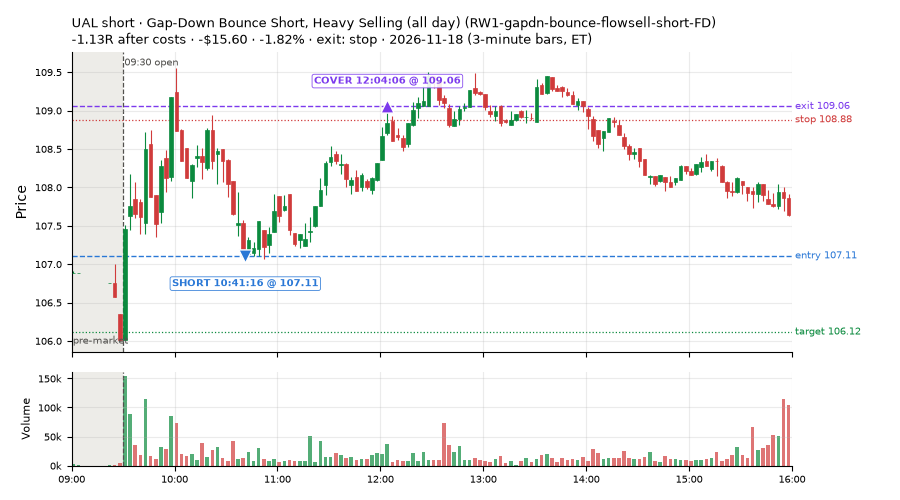 UAL short · Gap-Down Bounce Short, Heavy Selling (all day) (RW1-gapdn-bounce-flowsell-short-FD)
-1.13R after costs · -$15.60 · -1.82% · exit: stop · 2026-11-18 (3-minute bars, ET)
09:30 open
COVER 12:04:06 @ 109.06
109.5
109.0
108.5
108.0
107.5
107.0
106.5
106.0
Price
exit 109.06
stop 108.88
entry 107.11
target 106.12
SHORT 10:41:16 @ 107.11
pre-market
150k
100k
50k
0k
Volume
09:00
10:00
11:00
12:00
13:00
14:00
15:00
16:00